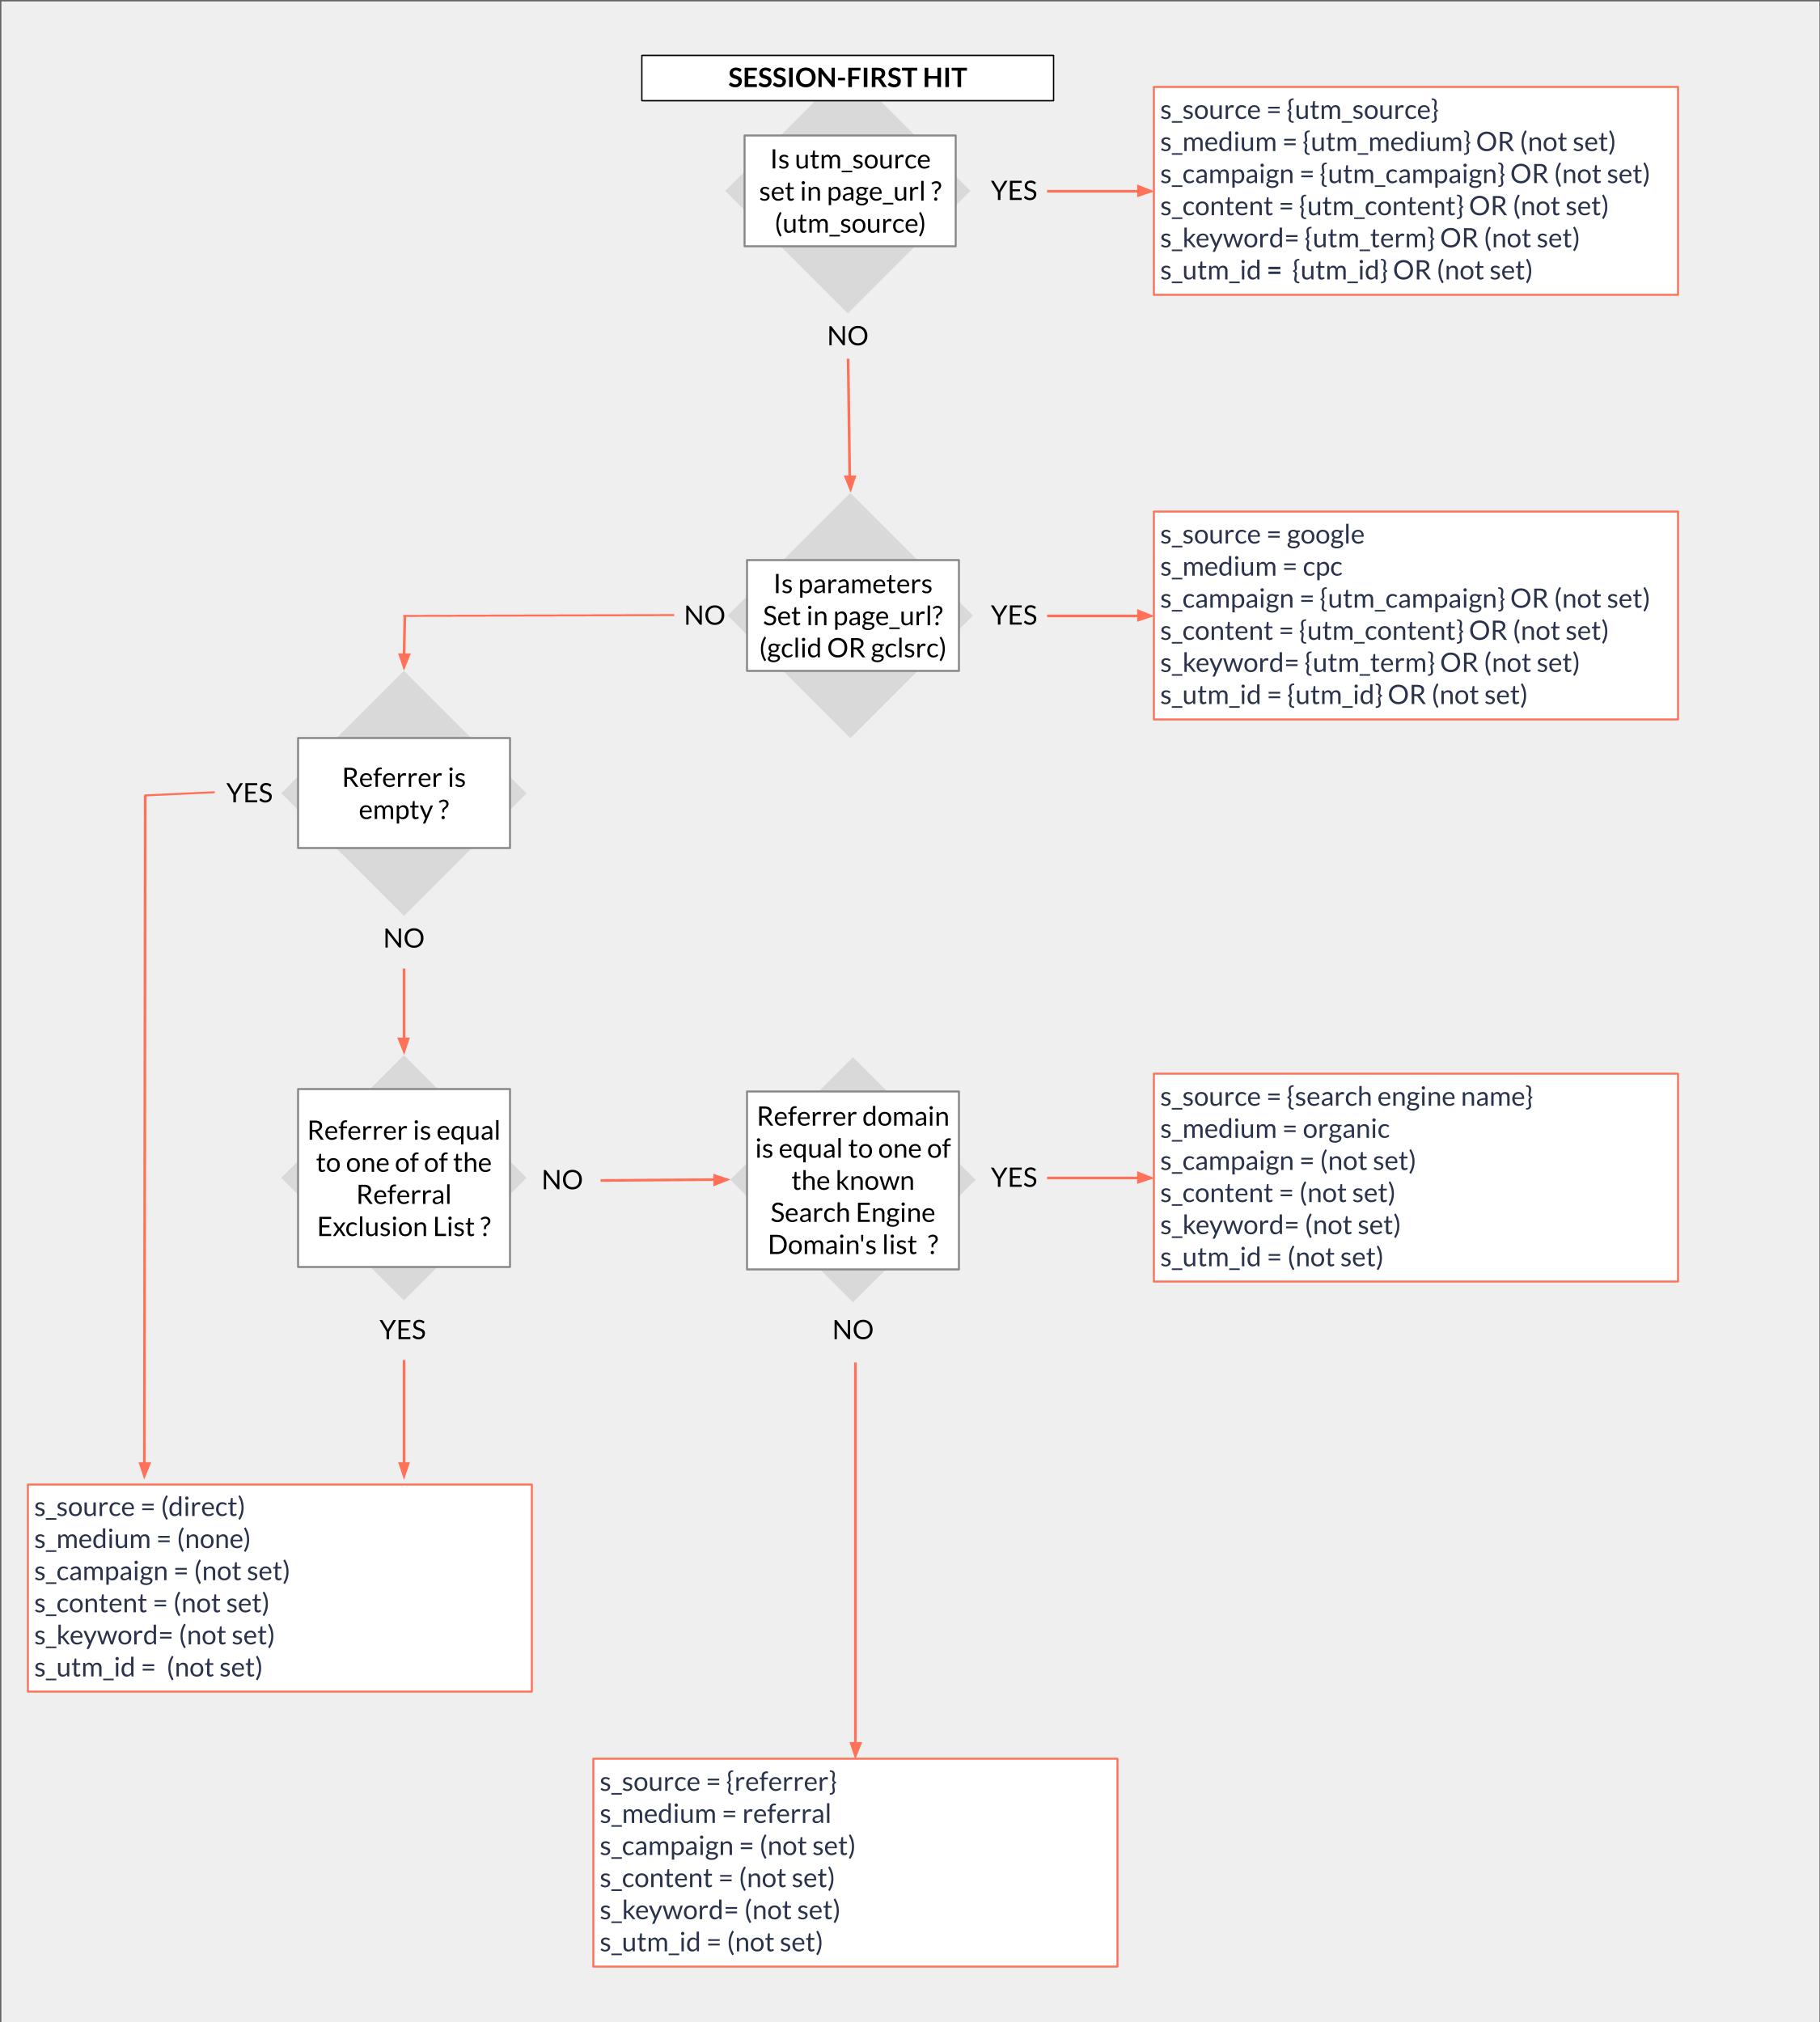 SESSION-FIRST HIT
Is utm_source
set in page_url ?
(utm_source)
YES
s_source = {utm_source}
s_medium = {utm_medium} OR (not set)
s_campaign = {utm_campaign} OR (not set)
s_content = {utm_content} OR (not set)
s_keyword= {utm_term} OR (not set)
s_utm_id =  {utm_id} OR (not set)
NO
Is parameters
Set in page_url?
(gclid OR gclsrc)
YES
s_source = google
s_medium = cpc
s_campaign = {utm_campaign} OR (not set)
s_content = {utm_content} OR (not set)
s_keyword= {utm_term} OR (not set)
s_utm_id = {utm_id} OR (not set)
NO
Referrer is
empty ?
YES
NO
Referrer is equal
to one of of the
Referral
Exclusion List ?
NO
Referrer domain
is equal to one of
the known
Search Engine
Domain's list  ?
YES
s_source = {search engine name}
s_medium = organic
s_campaign = (not set)
s_content = (not set)
s_keyword= (not set)
s_utm_id = (not set)
YES
NO
s_source = (direct)
s_medium = (none)
s_campaign = (not set)
s_content = (not set)
s_keyword= (not set)
s_utm_id =  (not set)
s_source = {referrer}
s_medium = referral
s_campaign = (not set)
s_content = (not set)
s_keyword= (not set)
s_utm_id = (not set)